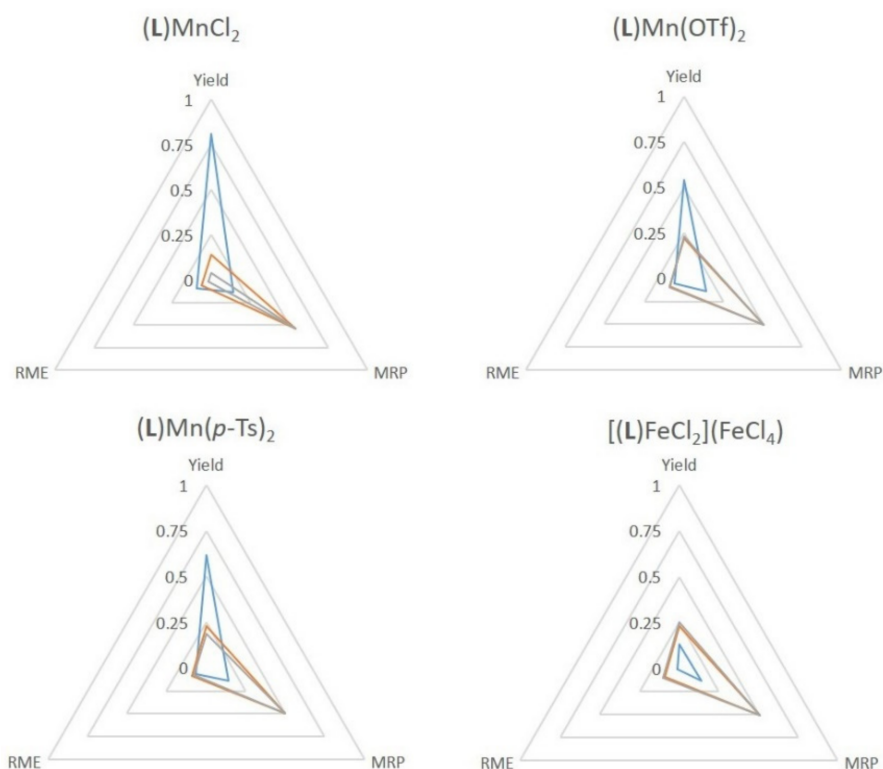 (L)MnCl₂
Yield
1
0.75
0.5
0.25
0
RME
MRP
(L)Mn(OTf)₂
Yield
1
0.75
0.5
0.25
0
RME
MRP
(L)Mn(p-Ts)₂
Yield
1
0.75
0.5
0.25
0
RME
MRP
[(L)FeCl₂](FeCl₄)
Yield
1
0.75
0.5
0.25
0
RME
MRP